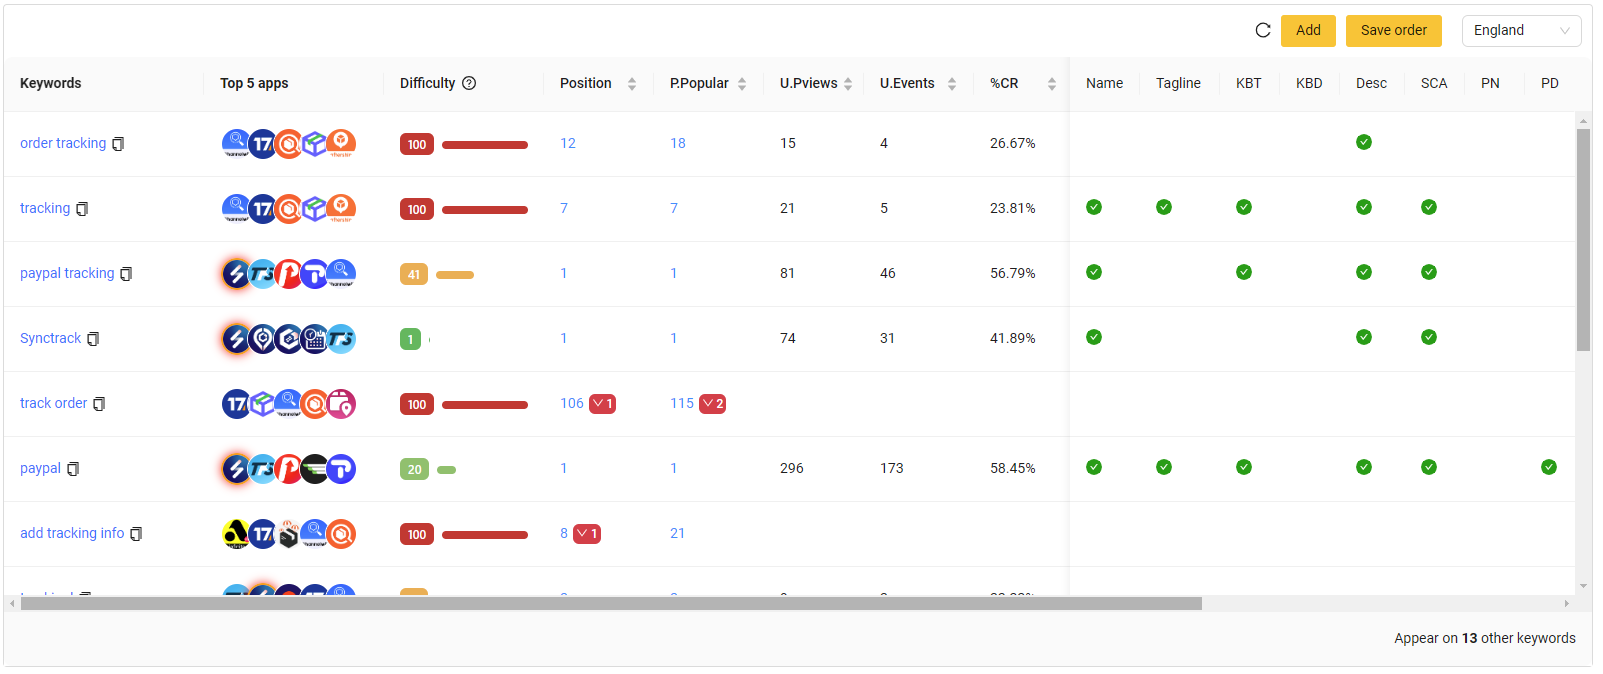 Add Save order England
Keywords Top 5 apps Difficulty Position P.Popular U.Pviews U.Events %CR Name Tagline KBT KBD Desc SCA PN PD
order tracking 100 12 18 15 4 26.67%
tracking 100 7 7 21 5 23.81%
paypal tracking 41 1 1 81 46 56.79%
Synctrack 1 1 1 74 31 41.89%
track order 100 106 1 115 2
paypal 20 1 1 296 173 58.45%
add tracking info 100 8 1 21
Appear on 13 other keywords